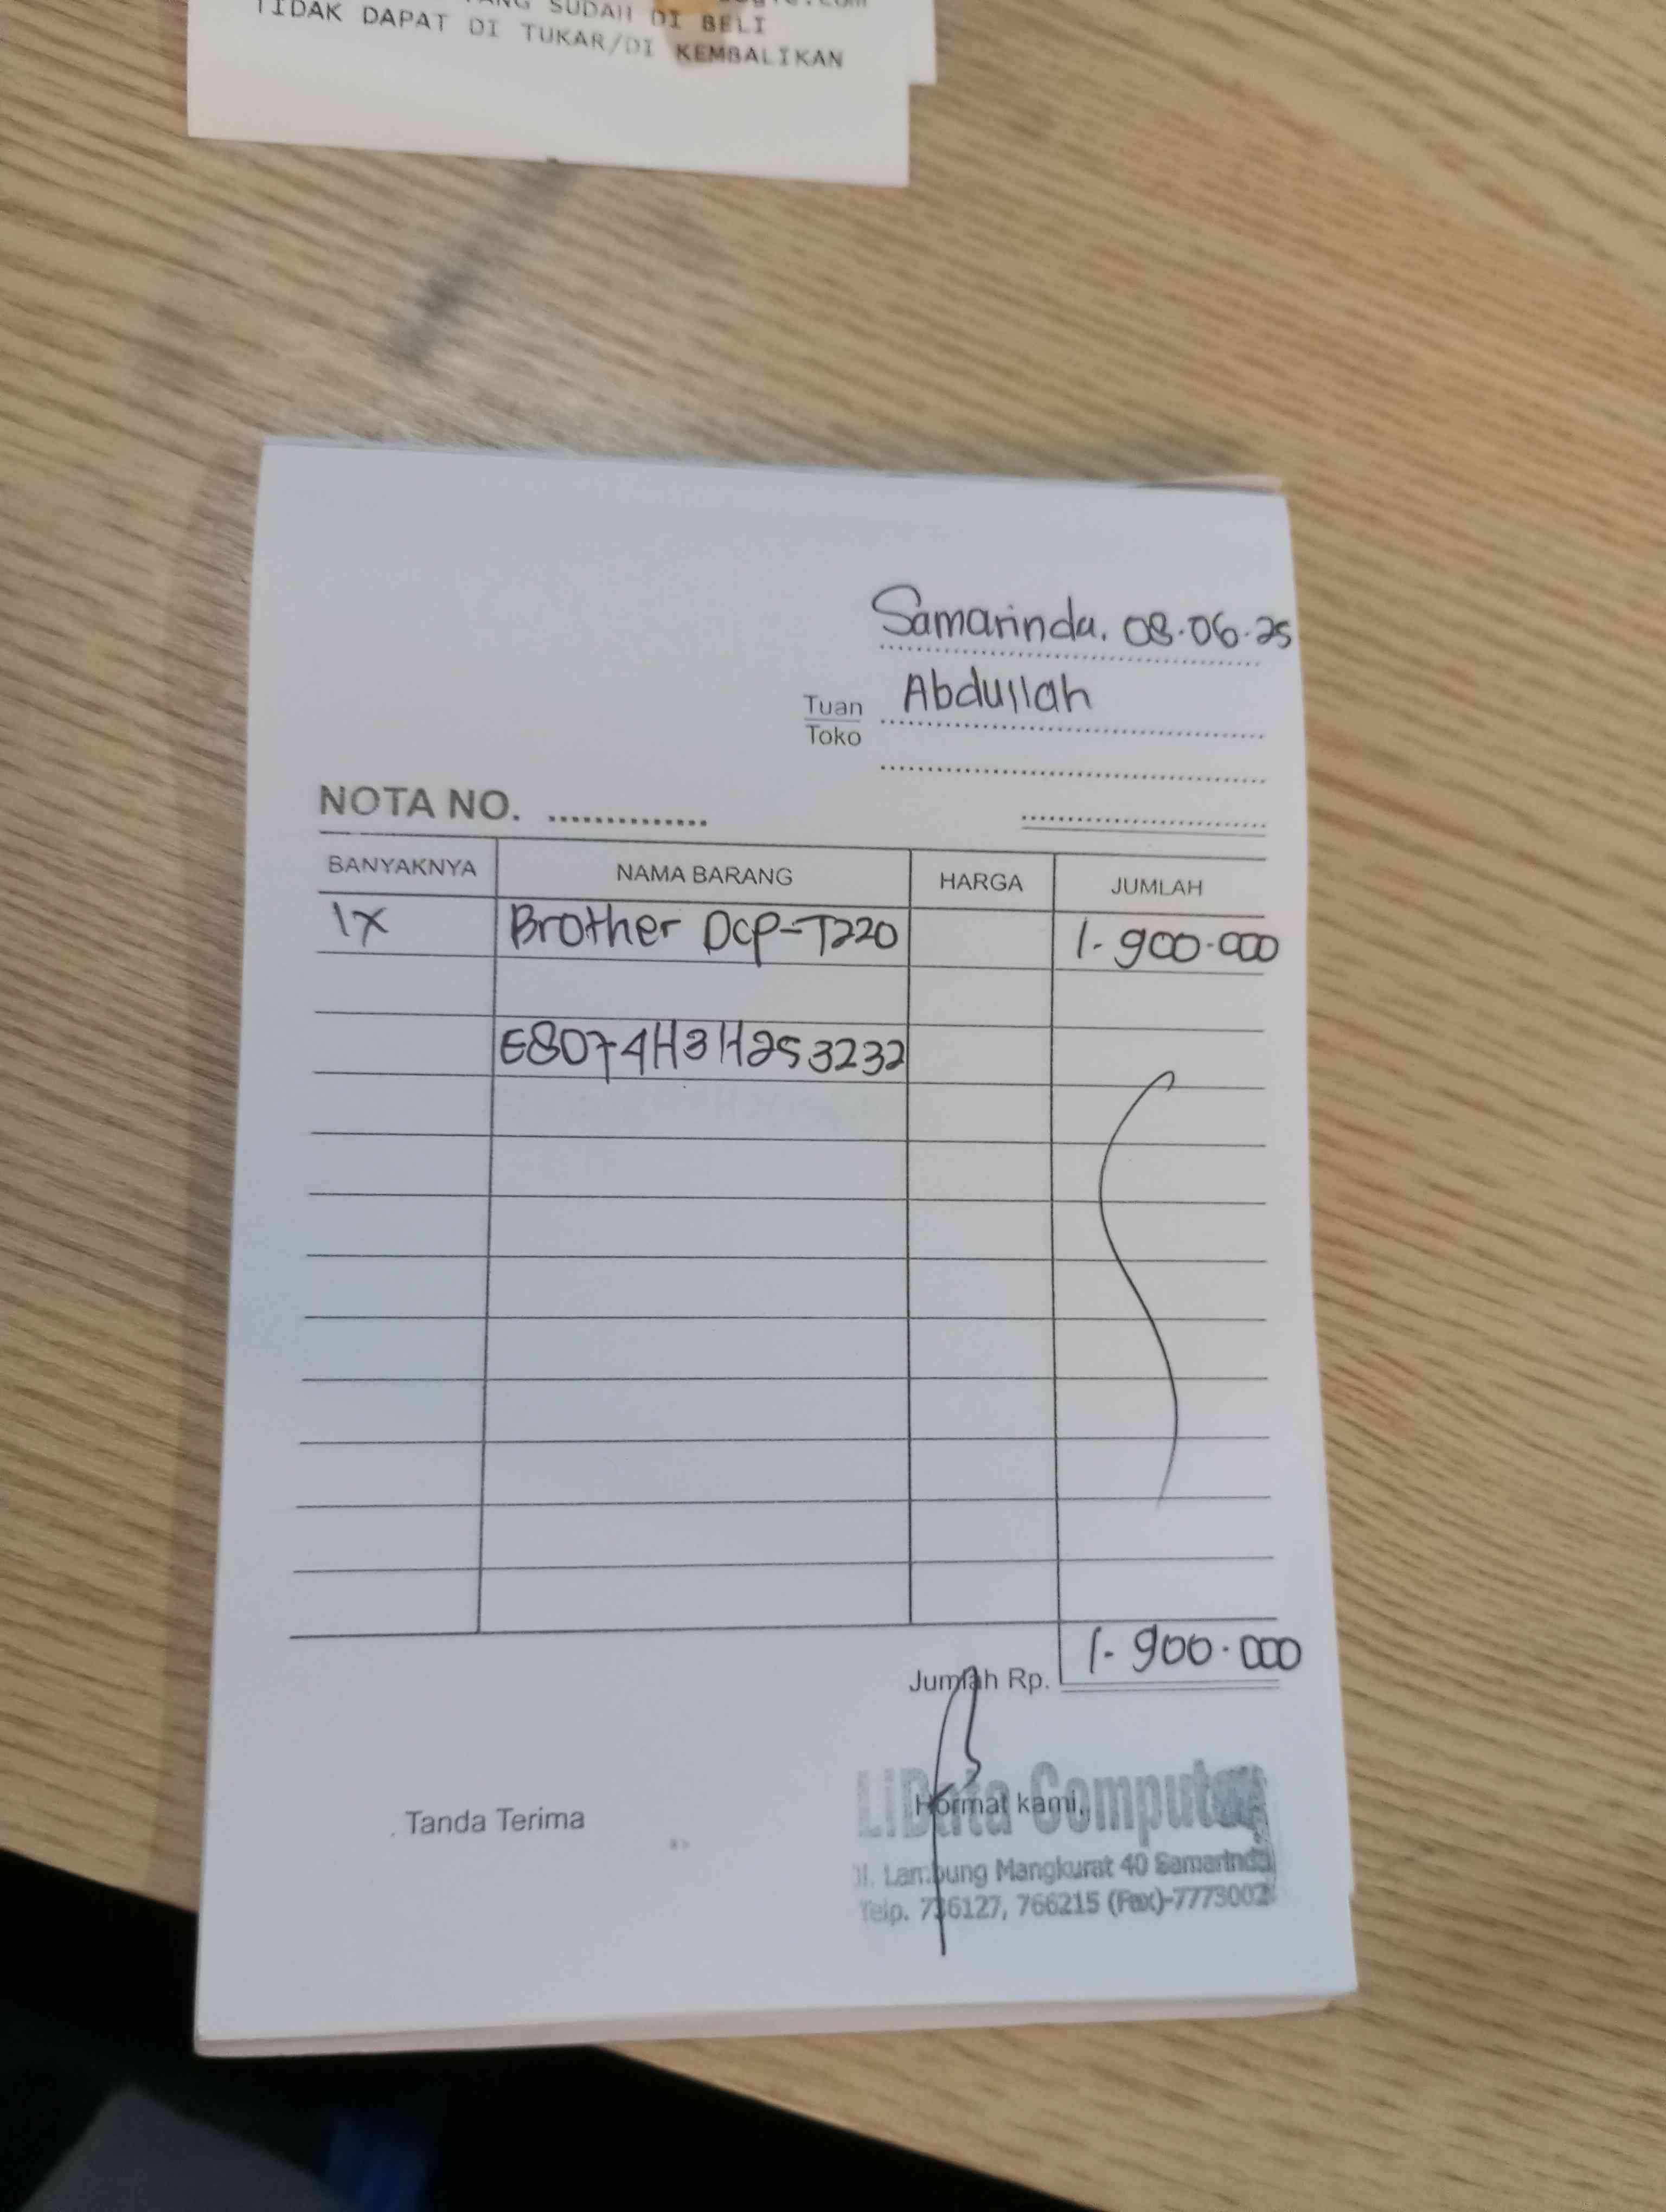 SUDAH DI BELI
TIDAK DAPAT DI TUKAR/DI KEMBALIKAN
Samarinda. 08.06.25
Tuan Abdullah
Toko
NOTA NO. ..............
BANYAKNYA NAMA BARANG HARGA JUMLAH
1X Brother DCP-T220 1.900.000
E8074H3H253232
Jumlah Rp. 1.900.000
Tanda Terima Hormat kami,
LIData Computer
Jl. Lambung Mangkurat 40 Samarinda
Telp. 736127, 766215 (Fax)-7773002